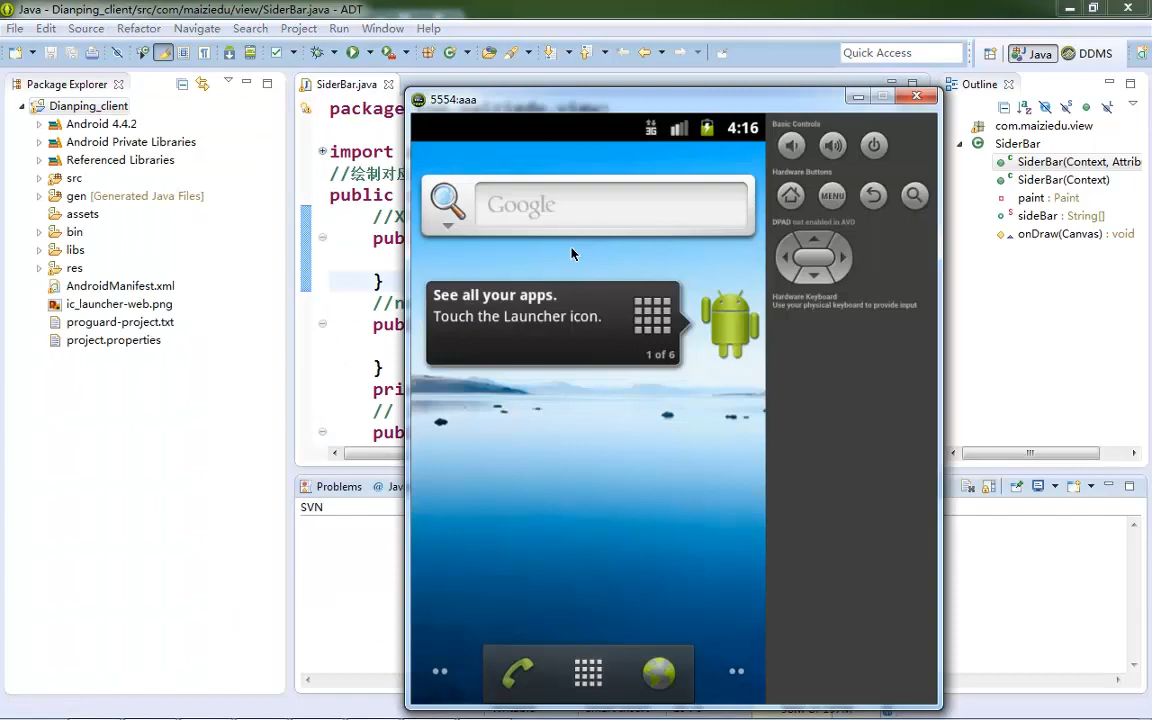 Java - Dianping_client/src/com/maiziedu/view/SiderBar.java - ADT
File Edit Source Refactor Navigate Search Project Run Window Help
Quick Access
Java
DDMS
Package Explorer
Dianping_client
Android 4.4.2
Android Private Libraries
Referenced Libraries
src
gen [Generated Java Files]
assets
bin
libs
res
AndroidManifest.xml
ic_launcher-web.png
proguard-project.txt
project.properties
SiderBar.java
import
//绘制对应
public
//X
pub
}
//n
pub
}
pri
//
pub
Problems
@ Jav
SVN
5554:aaa
3G
4:16
Google
See all your apps.
Touch the Launcher icon.
1 of 6
Basic Controls
Hardware Buttons
MENU
DPAD not enabled in AVD
Hardware Keyboard
Use your physical keyboard to provide input
Outline
com.maiziedu.view
SiderBar
SiderBar(Context, Attrib
SiderBar(Context)
paint : Paint
sideBar : String[]
onDraw(Canvas) : void